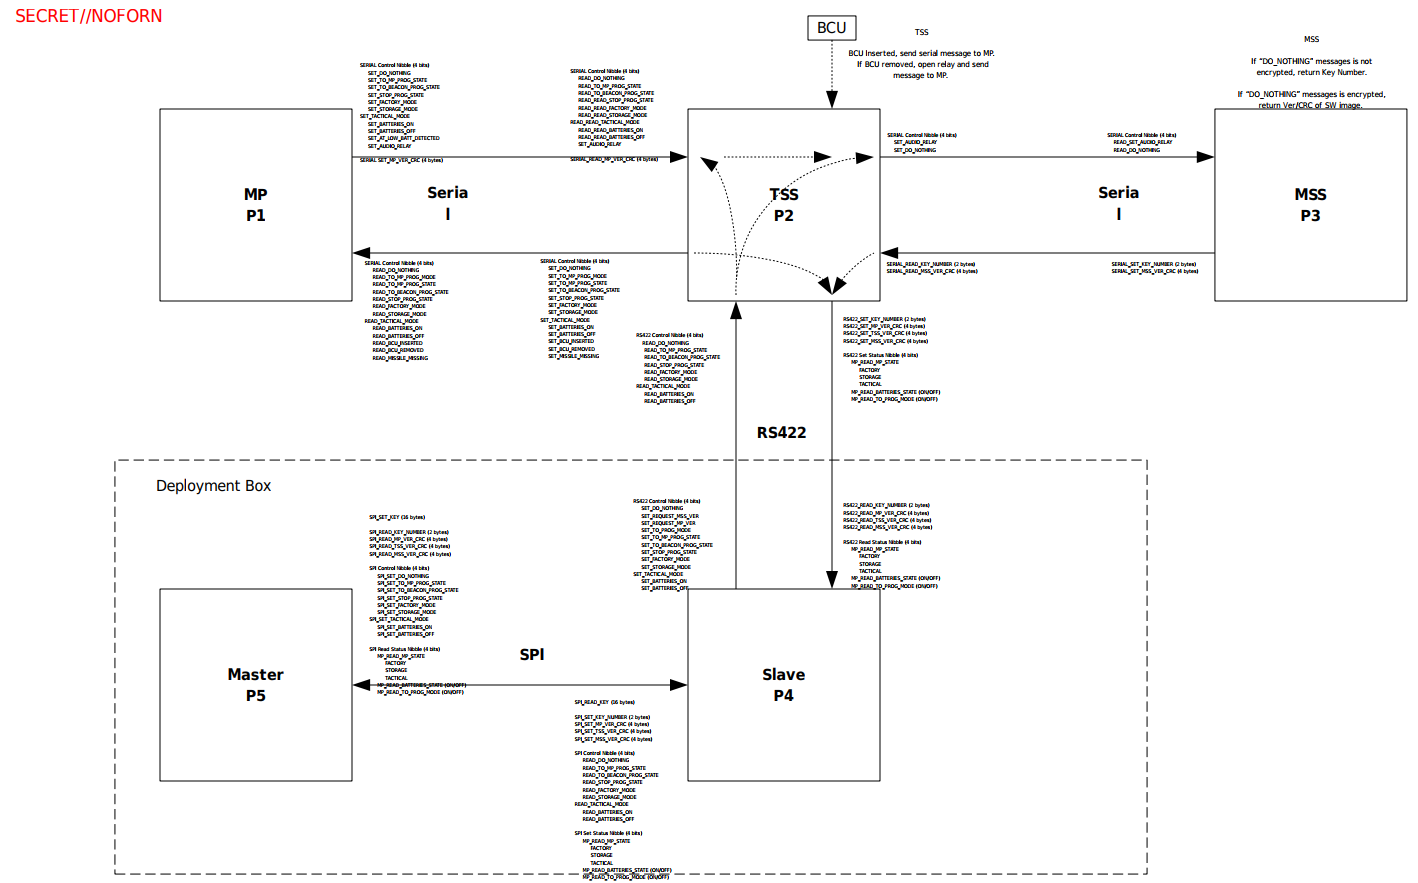 SECRET//NOFORN
BCU
TSS
BCU Inserted, send serial message to MP.
If BCU removed, open relay and send
message to MP.
MSS
If “DO_NOTHING” messages is not
encrypted, return Key Number.
If “DO_NOTHING” messages is encrypted,
return Ver/CRC of SW image.
SERIAL Control Nibble (4 bits)
SET_DO_NOTHING
SET_TO_MP_PROG_STATE
SET_TO_BEACON_PROG_STATE
SET_STOP_PROG_STATE
SET_FACTORY_MODE
SET_STORAGE_MODE
SET_TACTICAL_MODE
SET_BATTERIES_ON
SET_BATTERIES_OFF
SET_AT_LOW_BATT_DETECTED
SET_AUDIO_RELAY
SERIAL_SET_MP_VER_CRC (4 bytes)
SERIAL Control Nibble (4 bits)
READ_DO_NOTHING
READ_TO_MP_PROG_STATE
READ_TO_BEACON_PROG_STATE
READ_READ_STOP_PROG_STATE
READ_READ_FACTORY_MODE
READ_READ_STORAGE_MODE
READ_READ_TACTICAL_MODE
READ_READ_BATTERIES_ON
READ_READ_BATTERIES_OFF
SET_AUDIO_RELAY
SERIAL_READ_MP_VER_CRC (4 bytes)
SERIAL Control Nibble (4 bits)
SET_AUDIO_RELAY
SET_DO_NOTHING
SERIAL Control Nibble (4 bits)
READ_SET_AUDIO_RELAY
READ_DO_NOTHING
MP
P1
Seria
l
TSS
P2
Seria
l
MSS
P3
SERIAL Control Nibble (4 bits)
READ_DO_NOTHING
READ_TO_MP_PROG_MODE
READ_TO_MP_PROG_STATE
READ_TO_BEACON_PROG_STATE
READ_STOP_PROG_STATE
READ_FACTORY_MODE
READ_STORAGE_MODE
READ_TACTICAL_MODE
READ_BATTERIES_ON
READ_BATTERIES_OFF
READ_BCU_INSERTED
READ_BCU_REMOVED
READ_MISSILE_MISSING
SERIAL Control Nibble (4 bits)
SET_DO_NOTHING
SET_TO_MP_PROG_MODE
SET_TO_MP_PROG_STATE
SET_TO_BEACON_PROG_STATE
SET_STOP_PROG_STATE
SET_FACTORY_MODE
SET_STORAGE_MODE
SET_TACTICAL_MODE
SET_BATTERIES_ON
SET_BATTERIES_OFF
SET_BCU_INSERTED
SET_BCU_REMOVED
SET_MISSILE_MISSING
SERIAL_READ_KEY_NUMBER (2 bytes)
SERIAL_READ_MSS_VER_CRC (4 bytes)
SERIAL_SET_KEY_NUMBER (2 bytes)
SERIAL_SET_MSS_VER_CRC (4 bytes)
RS422 Control Nibble (4 bits)
READ_DO_NOTHING
READ_TO_MP_PROG_STATE
READ_TO_BEACON_PROG_STATE
READ_STOP_PROG_STATE
READ_FACTORY_MODE
READ_STORAGE_MODE
READ_TACTICAL_MODE
READ_BATTERIES_ON
READ_BATTERIES_OFF
RS422_SET_KEY_NUMBER (2 bytes)
RS422_SET_MP_VER_CRC (4 bytes)
RS422_SET_TSS_VER_CRC (4 bytes)
RS422_SET_MSS_VER_CRC (4 bytes)
RS422 Set Status Nibble (4 bits)
MP_READ_MP_STATE
FACTORY
STORAGE
TACTICAL
MP_READ_BATTERIES_STATE (ON/OFF)
MP_READ_TO_PROG_MODE (ON/OFF)
RS422
Deployment Box
SPI_SET_KEY (16 bytes)
SPI_READ_KEY_NUMBER (2 bytes)
SPI_READ_MP_VER_CRC (4 bytes)
SPI_READ_TSS_VER_CRC (4 bytes)
SPI_READ_MSS_VER_CRC (4 bytes)
SPI Control Nibble (4 bits)
SPI_SET_DO_NOTHING
SPI_SET_TO_MP_PROG_STATE
SPI_SET_TO_BEACON_PROG_STATE
SPI_SET_STOP_PROG_STATE
SPI_SET_FACTORY_MODE
SPI_SET_STORAGE_MODE
SPI_SET_TACTICAL_MODE
SPI_SET_BATTERIES_ON
SPI_SET_BATTERIES_OFF
SPI Read Status Nibble (4 bits)
MP_READ_MP_STATE
FACTORY
STORAGE
TACTICAL
MP_READ_BATTERIES_STATE (ON/OFF)
MP_READ_TO_PROG_MODE (ON/OFF)
RS422 Control Nibble (4 bits)
SET_DO_NOTHING
SET_REQUEST_MSS_VER
SET_REQUEST_MP_VER
SET_TO_PROG_MODE
SET_TO_MP_PROG_STATE
SET_TO_BEACON_PROG_STATE
SET_STOP_PROG_STATE
SET_FACTORY_MODE
SET_STORAGE_MODE
SET_TACTICAL_MODE
SET_BATTERIES_ON
SET_BATTERIES_OFF
RS422_READ_KEY_NUMBER (2 bytes)
RS422_READ_MP_VER_CRC (4 bytes)
RS422_READ_TSS_VER_CRC (4 bytes)
RS422_READ_MSS_VER_CRC (4 bytes)
RS422 Read Status Nibble (4 bits)
MP_READ_MP_STATE
FACTORY
STORAGE
TACTICAL
MP_READ_BATTERIES_STATE (ON/OFF)
MP_READ_TO_PROG_MODE (ON/OFF)
Master
P5
SPI
Slave
P4
SPI_READ_KEY (16 bytes)
SPI_SET_KEY_NUMBER (2 bytes)
SPI_SET_MP_VER_CRC (4 bytes)
SPI_SET_TSS_VER_CRC (4 bytes)
SPI_SET_MSS_VER_CRC (4 bytes)
SPI Control Nibble (4 bits)
READ_DO_NOTHING
READ_TO_MP_PROG_STATE
READ_TO_BEACON_PROG_STATE
READ_STOP_PROG_STATE
READ_FACTORY_MODE
READ_STORAGE_MODE
READ_TACTICAL_MODE
READ_BATTERIES_ON
READ_BATTERIES_OFF
SPI Set Status Nibble (4 bits)
MP_READ_MP_STATE
FACTORY
STORAGE
TACTICAL
MP_READ_BATTERIES_STATE (ON/OFF)
MP_READ_TO_PROG_MODE (ON/OFF)